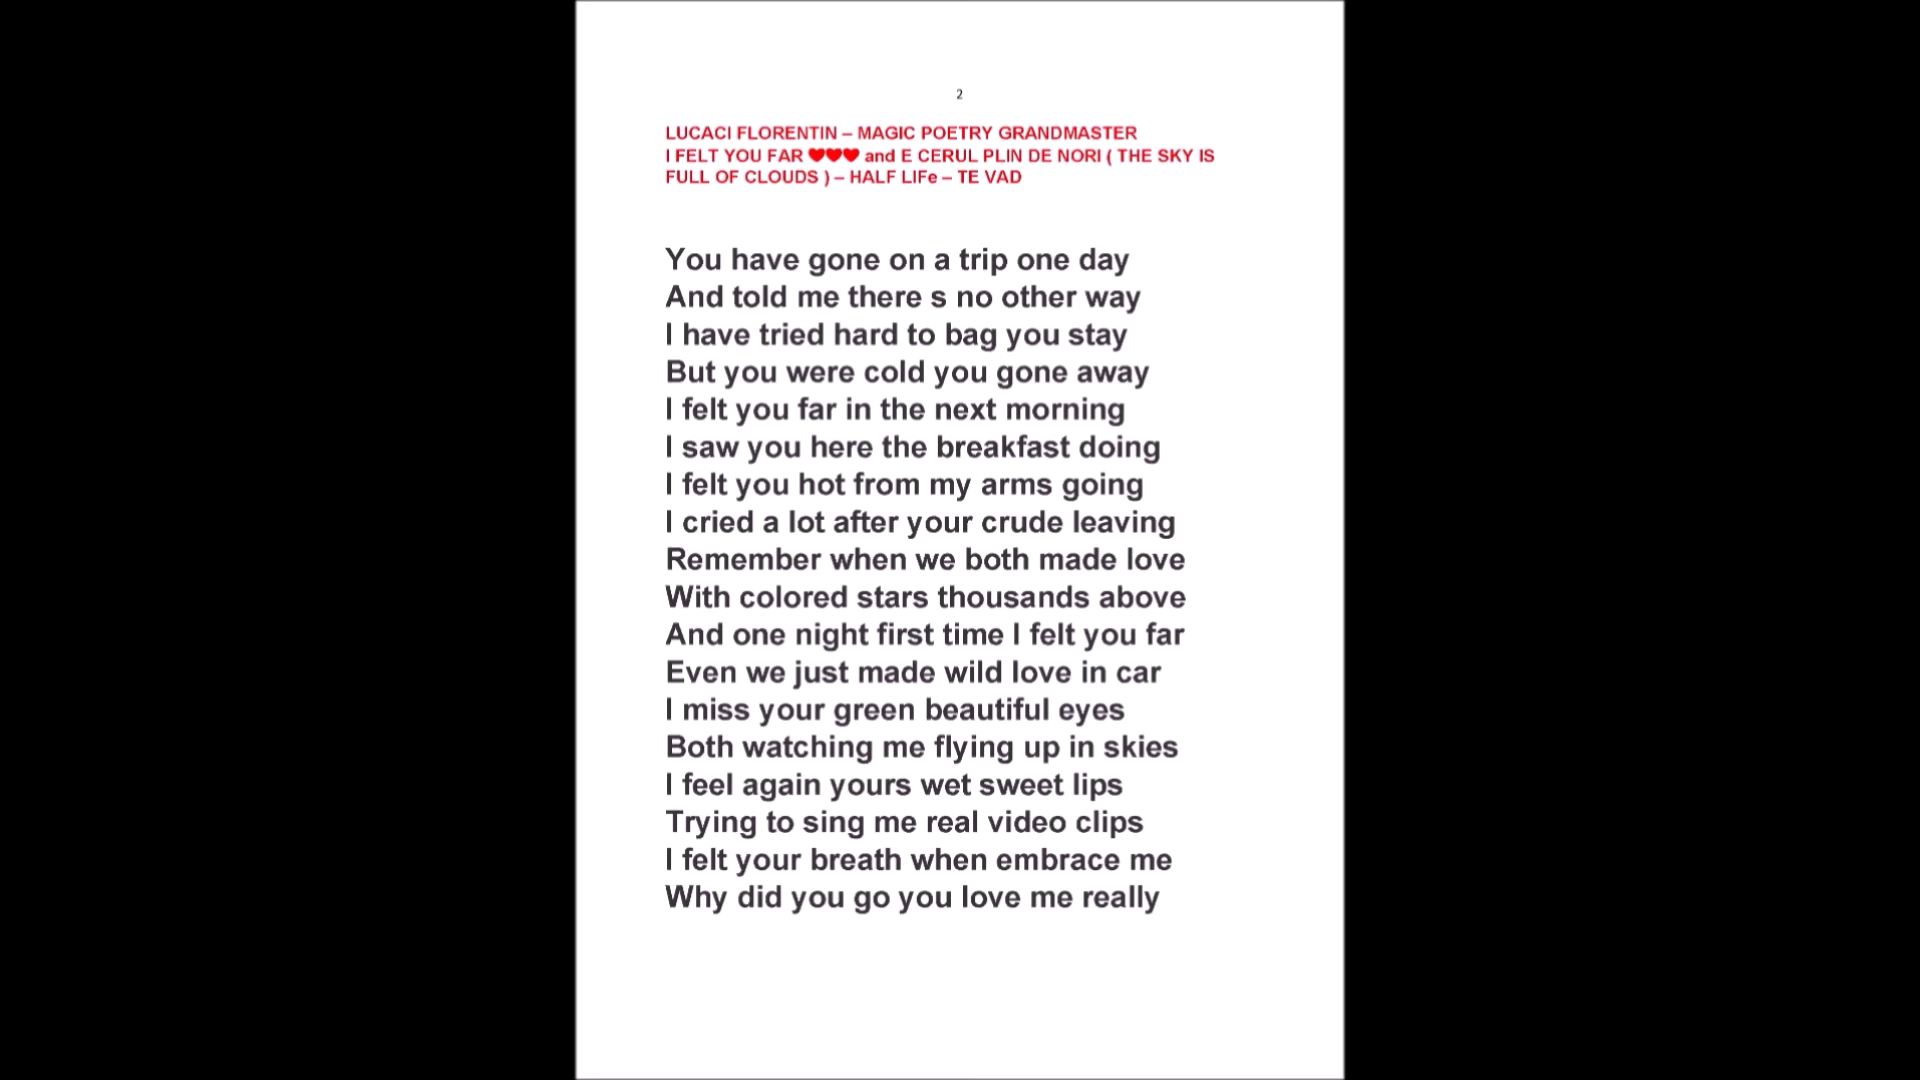 2
LUCACI FLORENTIN – MAGIC POETRY GRANDMASTER
I FELT YOU FAR ❤❤❤ and E CERUL PLIN DE NORI ( THE SKY IS
FULL OF CLOUDS ) – HALF LIFe – TE VAD
You have gone on a trip one day
And told me there s no other way
I have tried hard to bag you stay
But you were cold you gone away
I felt you far in the next morning
I saw you here the breakfast doing
I felt you hot from my arms going
I cried a lot after your crude leaving
Remember when we both made love
With colored stars thousands above
And one night first time I felt you far
Even we just made wild love in car
I miss your green beautiful eyes
Both watching me flying up in skies
I feel again yours wet sweet lips
Trying to sing me real video clips
I felt your breath when embrace me
Why did you go you love me really